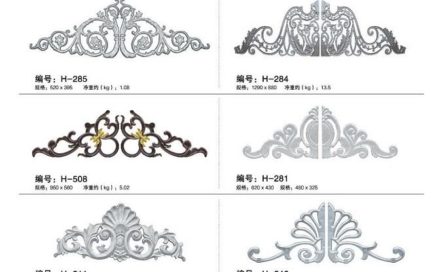 编号：H-285
规格：520 x 395 净重约（kg）；1.08
编号：H-284
规格：1290 x 880 净重约（kg）；13.5
编号：H-508
规格：950 x 560 净重约（kg）；5.02
编号：H-281
规格：620 x 430 规格：480 x 325